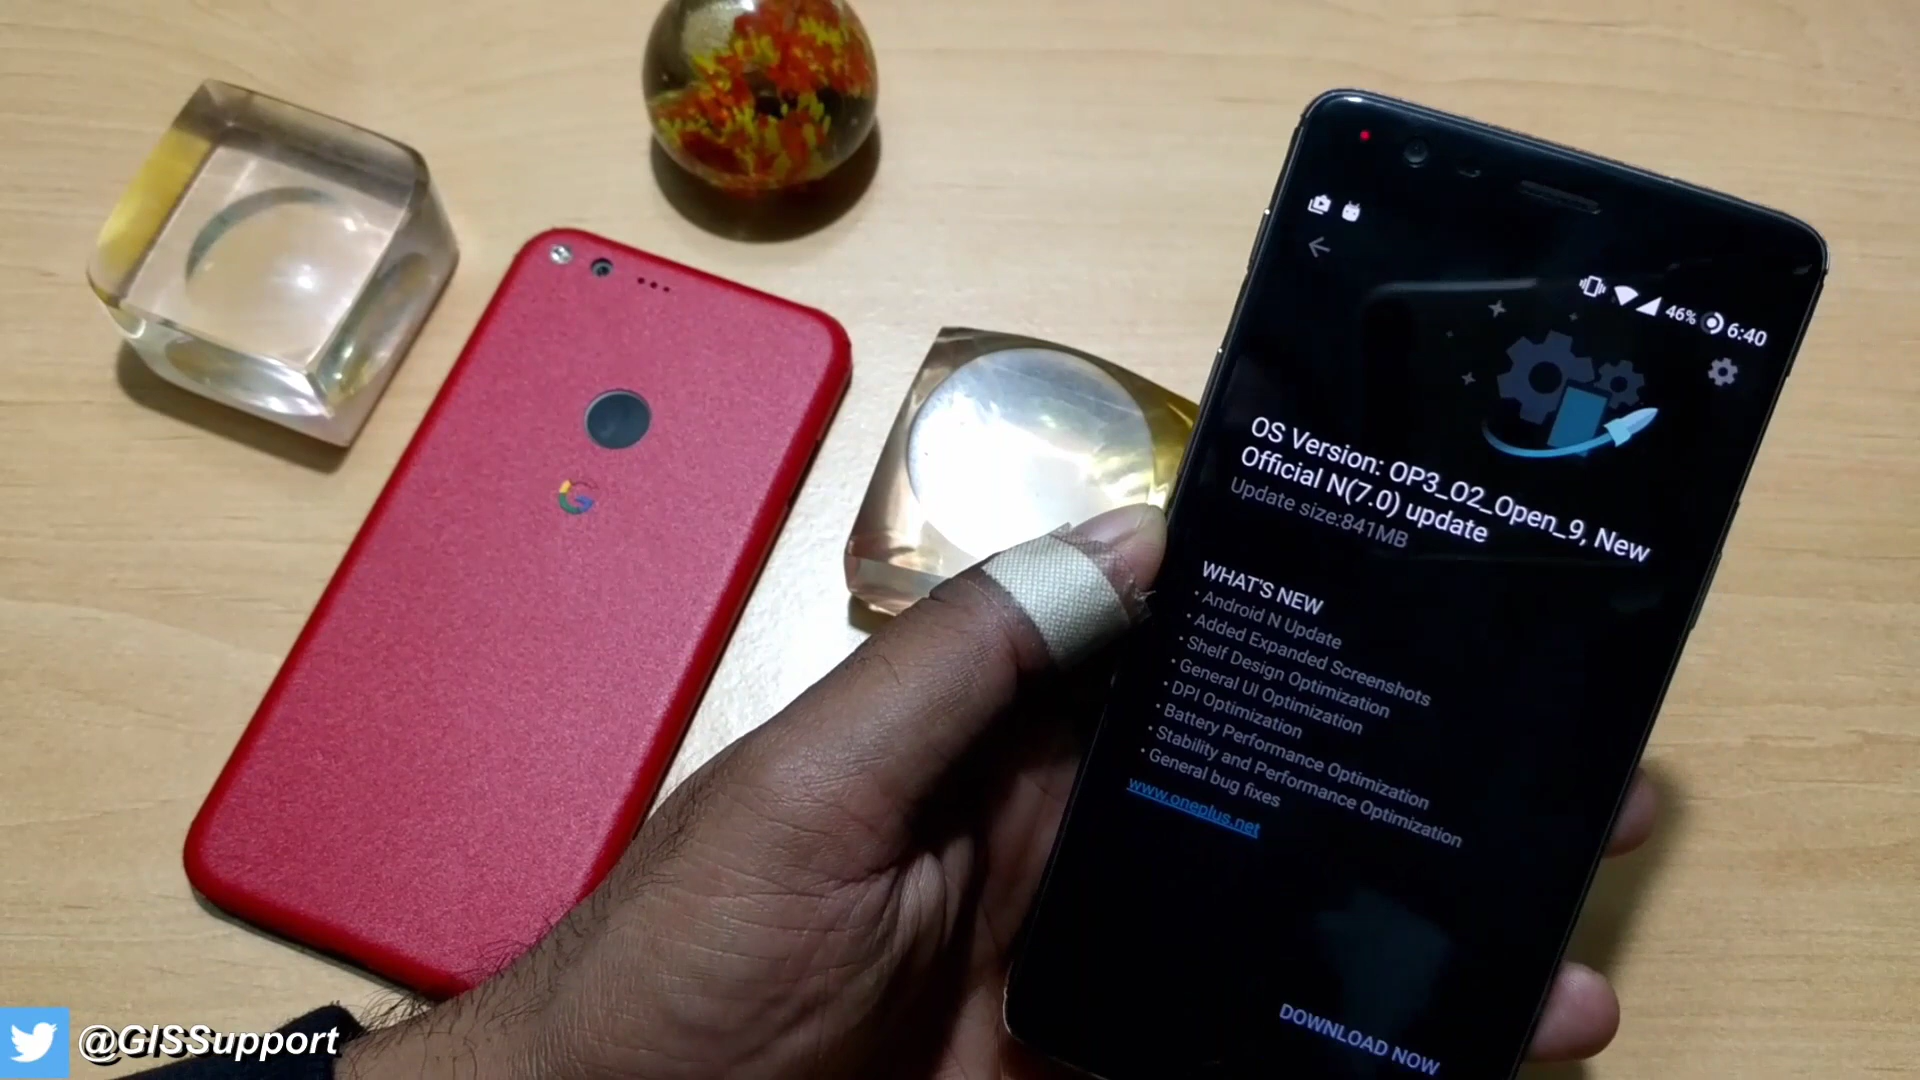 46% 6:40
OS Version: OP3_O2_Open_9, New
Official N(7.0) update
Update size:841MB
WHAT'S NEW
• Android N Update
• Added Expanded Screenshots
• Shelf Design Optimization
• General UI Optimization
• DPI Optimization
• Battery Performance Optimization
• Stability and Performance Optimization
• General bug fixes
www.oneplus.net
DOWNLOAD NOW
G
@GISSupport